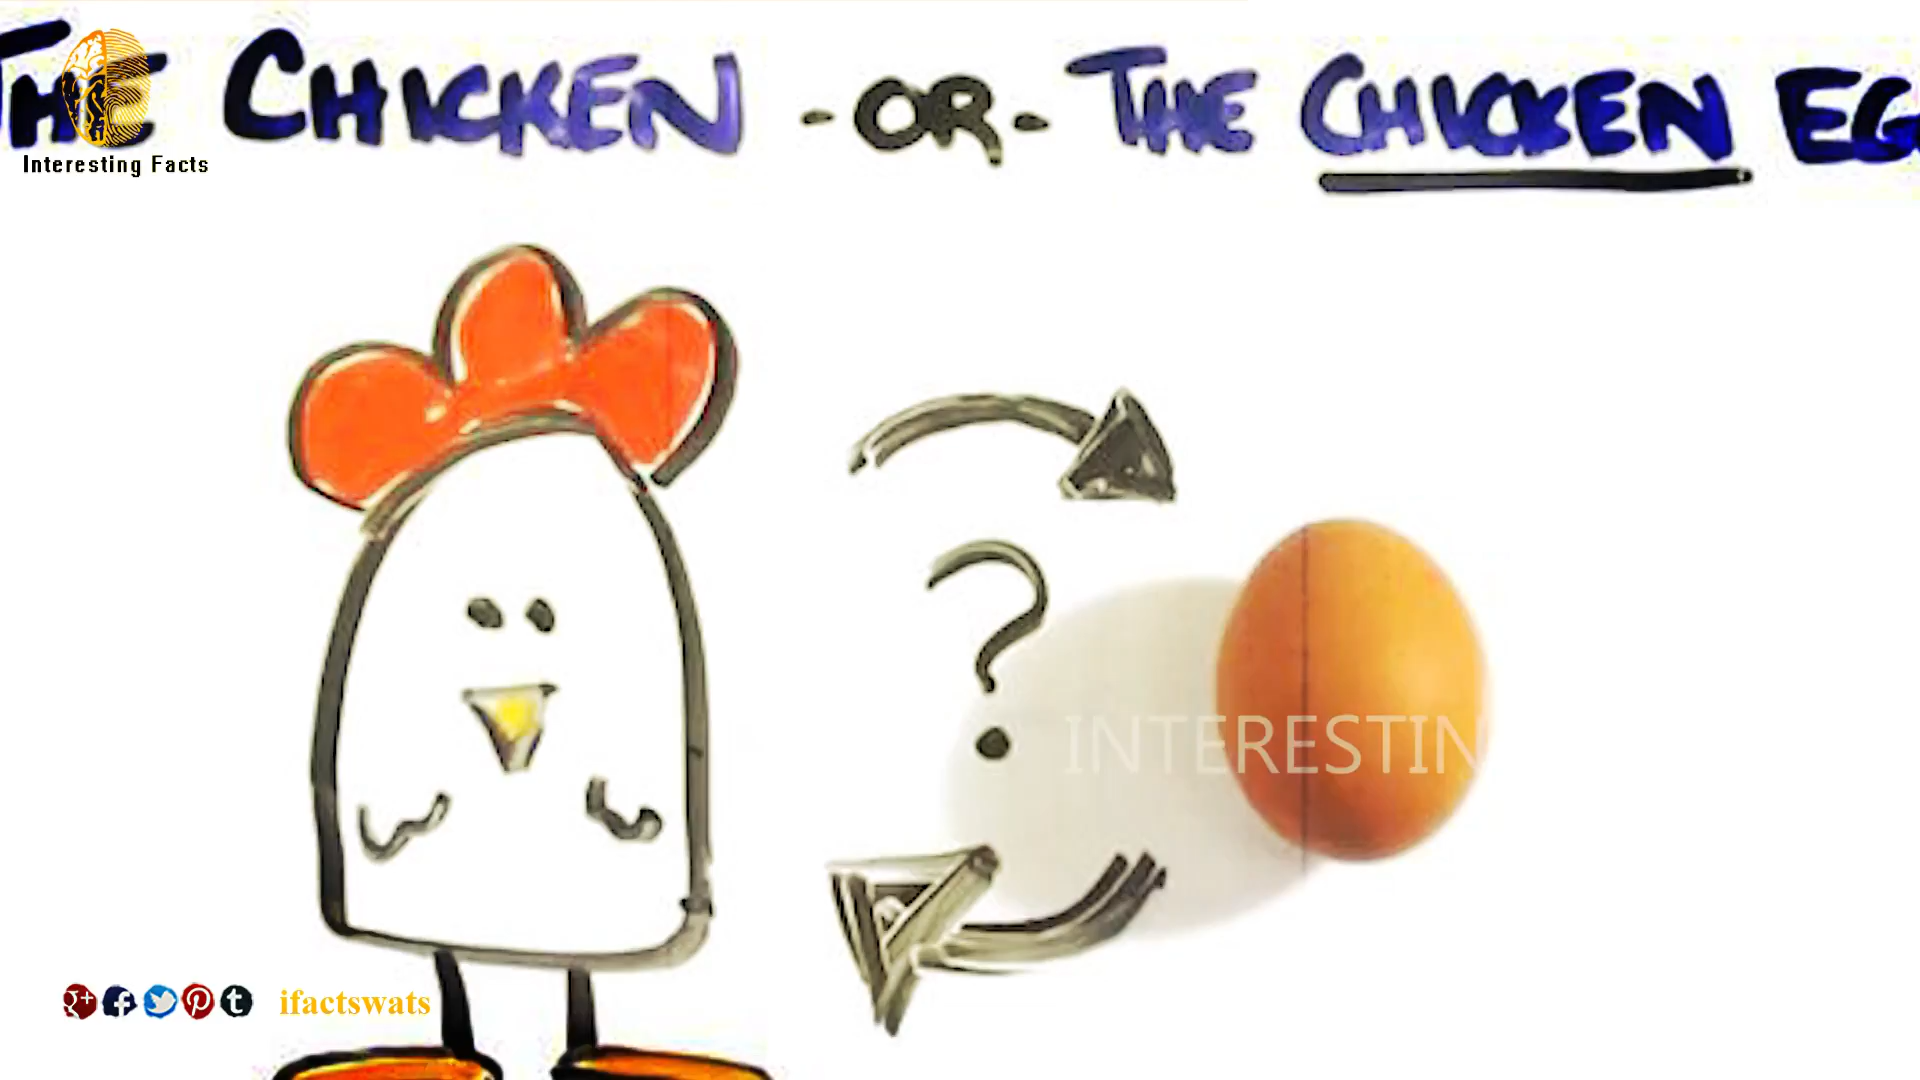 THE CHICKEN - OR - THE CHICKEN EG
Interesting Facts
?
INTERESTIN
ifactswats